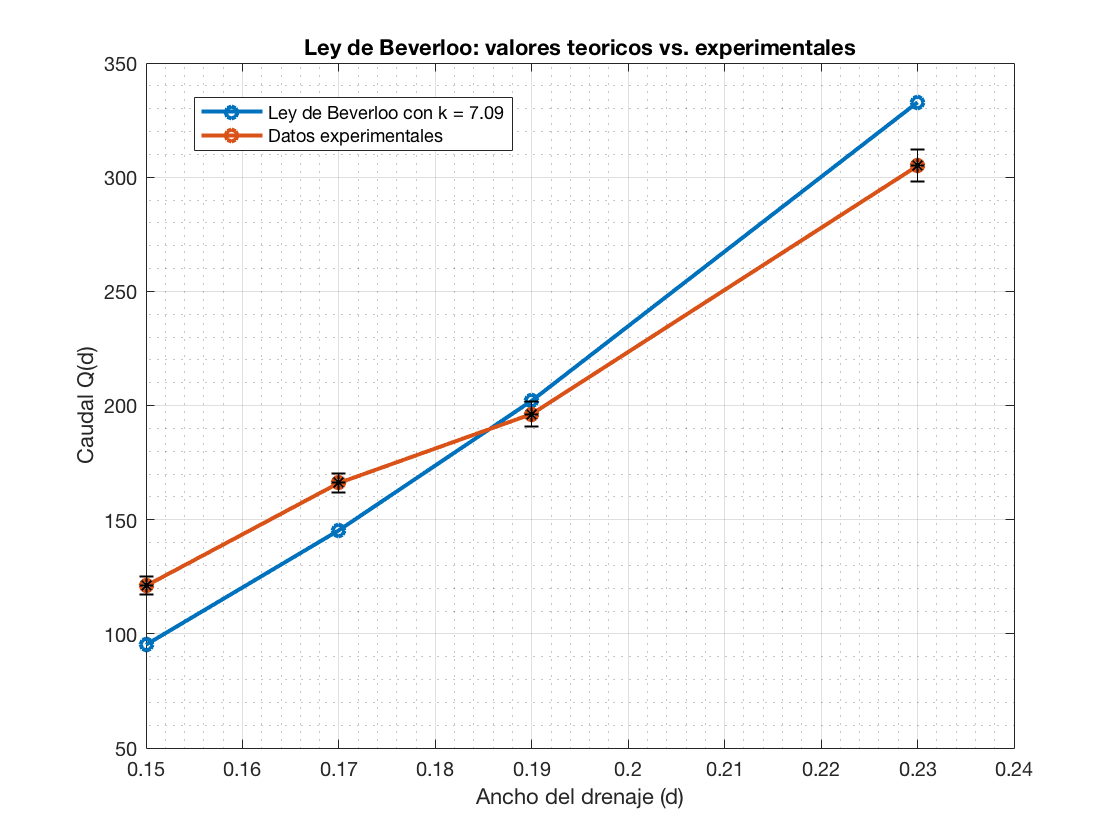 Ley de Beverloo: valores teoricos vs. experimentales
350
300
250
200
150
100
50
Caudal Q(d)
Ley de Beverloo con k = 7.09
Datos experimentales
0.15 0.16 0.17 0.18 0.19 0.2 0.21 0.22 0.23 0.24
Ancho del drenaje (d)